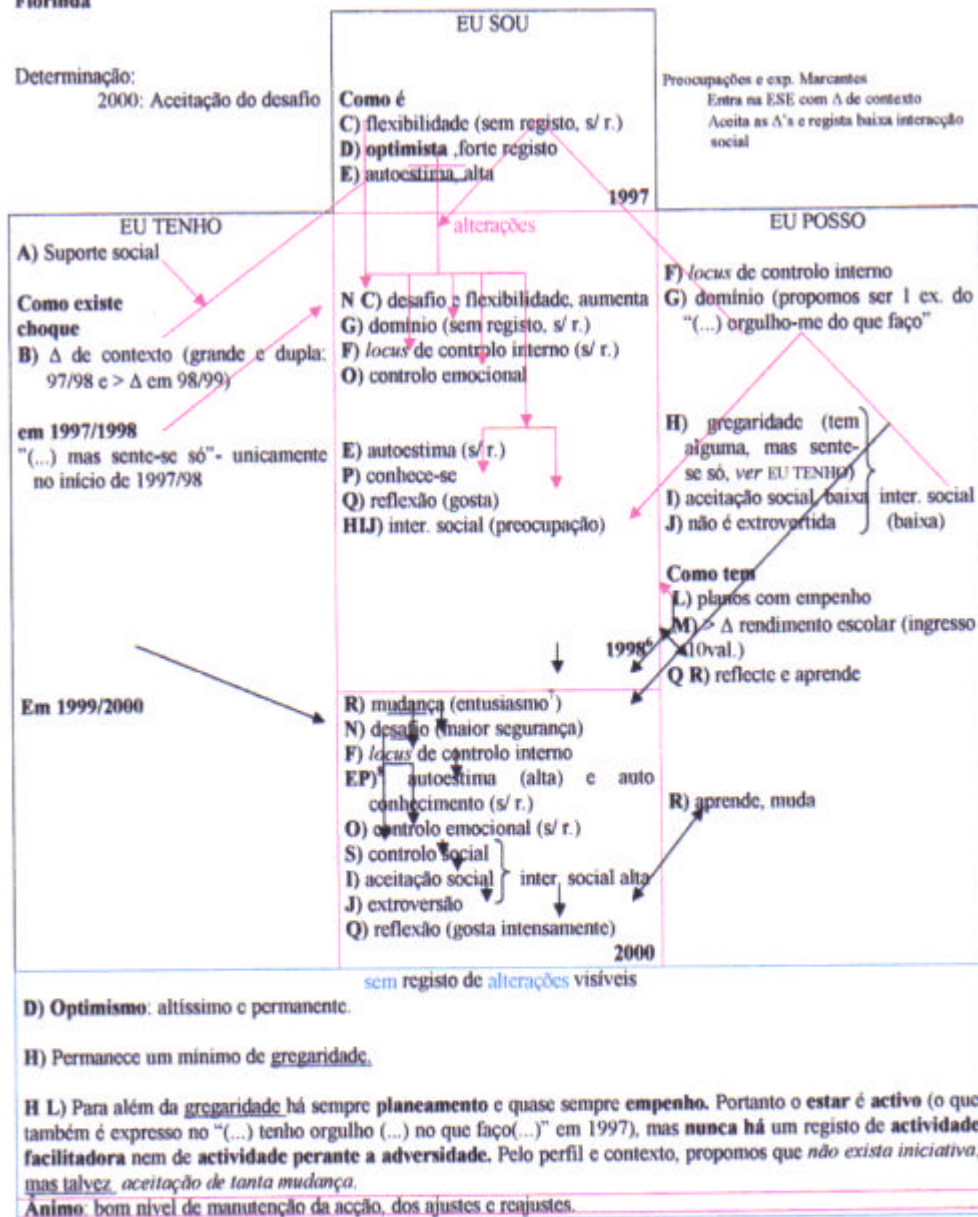 Florinda
EU SOU
Determinação:
2000: Aceitação do desafio
Como é
C) flexibilidade (sem registo, s/ r.)
D) optimista ,forte registo
E) autoestima, alta
1997
Preocupações e exp. Marcantes
Entra na ESE com Δ de contexto
Aceita as Δ's e regista baixa interacção
social
EU TENHO
A) Suporte social
Como existe
choque
B) Δ de contexto (grande e dupla:
97/98 e > Δ em 98/99)
em 1997/1998
"(...) mas sente-se só"- unicamente
no início de 1997/98
Em 1999/2000
alterações
N C) desafio e flexibilidade, aumenta
G) domínio (sem registo, s/ r.)
F) locus de controlo interno (s/ r.)
O) controlo emocional
E) autoestima (s/ r.)
P) conhece-se
Q) reflexão (gosta)
HIJ) inter. social (preocupação)
1998⁶
R) mudança (entusiasmo⁷)
N) desafio (maior segurança)
F) locus de controlo interno
EP) autoestima (alta) e auto
conhecimento (s/ r.)
O) controlo emocional (s/ r.)
S) controlo social
I) aceitação social
J) extroversão
inter. social alta
Q) reflexão (gosta intensamente)
2000
EU POSSO
F) locus de controlo interno
G) domínio (propomos ser 1 ex. do
"(...) orgulho-me do que faço"
H) gregaridade (tem
alguma, mas sente-
se só, ver EU TENHO)
I) aceitação social, baixa
J) não é extrovertida
inter. social
(baixa)
Como tem
L) planos com empenho
M) > Δ rendimento escolar (ingresso
10val.)
Q R) reflecte e aprende
R) aprende, muda
sem registo de alterações visíveis
D) Optimismo: altíssimo e permanente.
H) Permanece um mínimo de gregaridade.
H L) Para além da gregaridade há sempre planeamento e quase sempre empenho. Portanto o estar é activo (o que
também é expresso no "(...) tenho orgulho (...) no que faço(...)" em 1997), mas nunca há um registo de actividade
facilitadora nem de actividade perante a adversidade. Pelo perfil e contexto, propomos que não exista iniciativa,
mas talvez aceitação de tanta mudança.
Ânimo: bom nível de manutenção da acção, dos ajustes e reajustes.